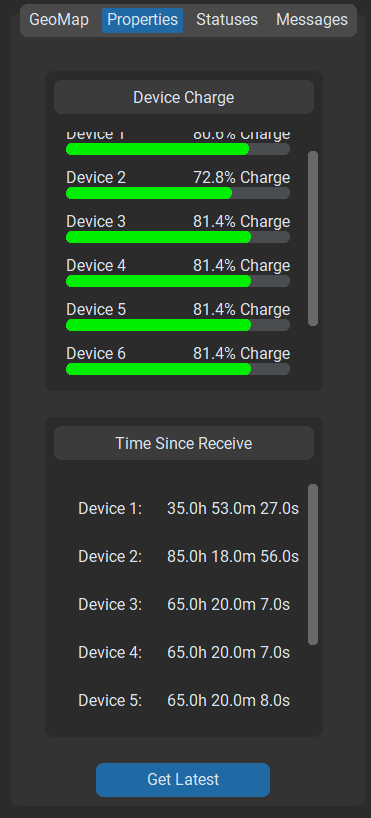 GeoMap Properties Statuses Messages
Device Charge
Device 1 80.6% Charge
Device 2 72.8% Charge
Device 3 81.4% Charge
Device 4 81.4% Charge
Device 5 81.4% Charge
Device 6 81.4% Charge
Time Since Receive
Device 1: 35.0h 53.0m 27.0s
Device 2: 85.0h 18.0m 56.0s
Device 3: 65.0h 20.0m 7.0s
Device 4: 65.0h 20.0m 7.0s
Device 5: 65.0h 20.0m 8.0s
Get Latest